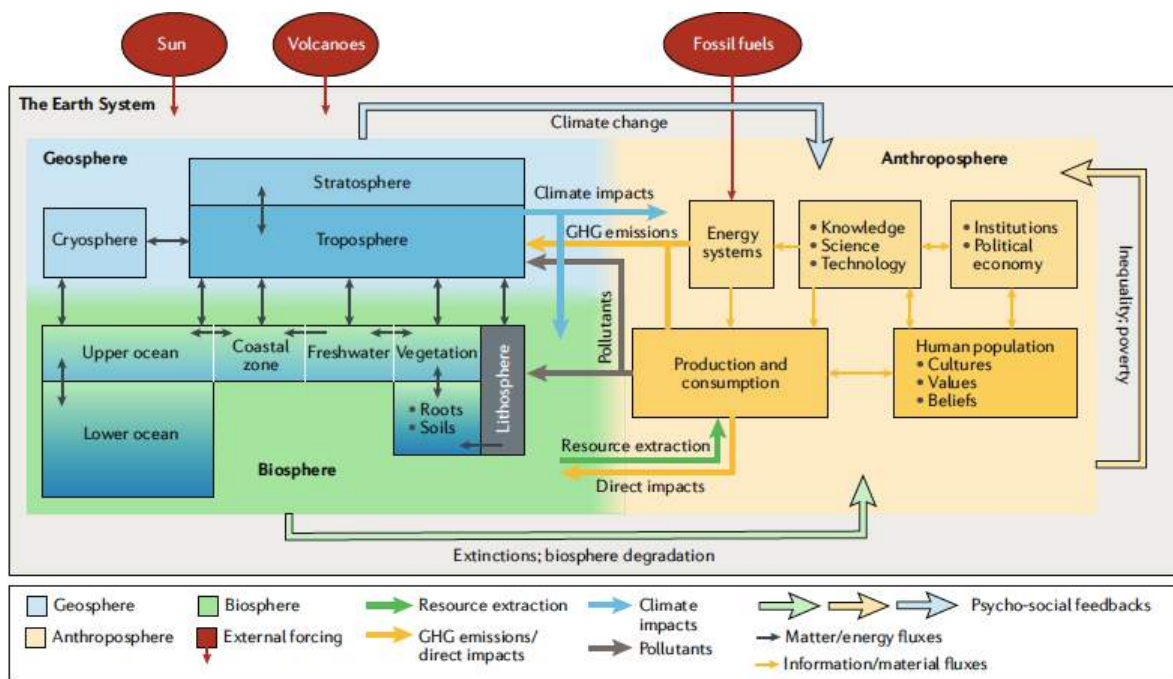 Sun
Volcanoes
Fossil fuels
The Earth System
Climate change
Geosphere
Anthroposphere
Stratosphere
Troposphere
Cryosphere
Climate impacts
GHG emissions
Energy
systems
• Knowledge
• Science
• Technology
• Institutions
• Political
economy
Inequality; poverty
Pollutants
Upper ocean
Coastal
zone
Freshwater
Vegetation
Lithosphere
• Roots
• Soils
Lower ocean
Biosphere
Production and
consumption
Human population
• Cultures
• Values
• Beliefs
Resource extraction
Direct impacts
Extinctions; biosphere degradation
Geosphere
Biosphere
Resource extraction
Climate
impacts
Psycho-social feedbacks
Anthroposphere
External forcing
GHG emissions/
direct impacts
Pollutants
Matter/energy fluxes
Information/material fluxes